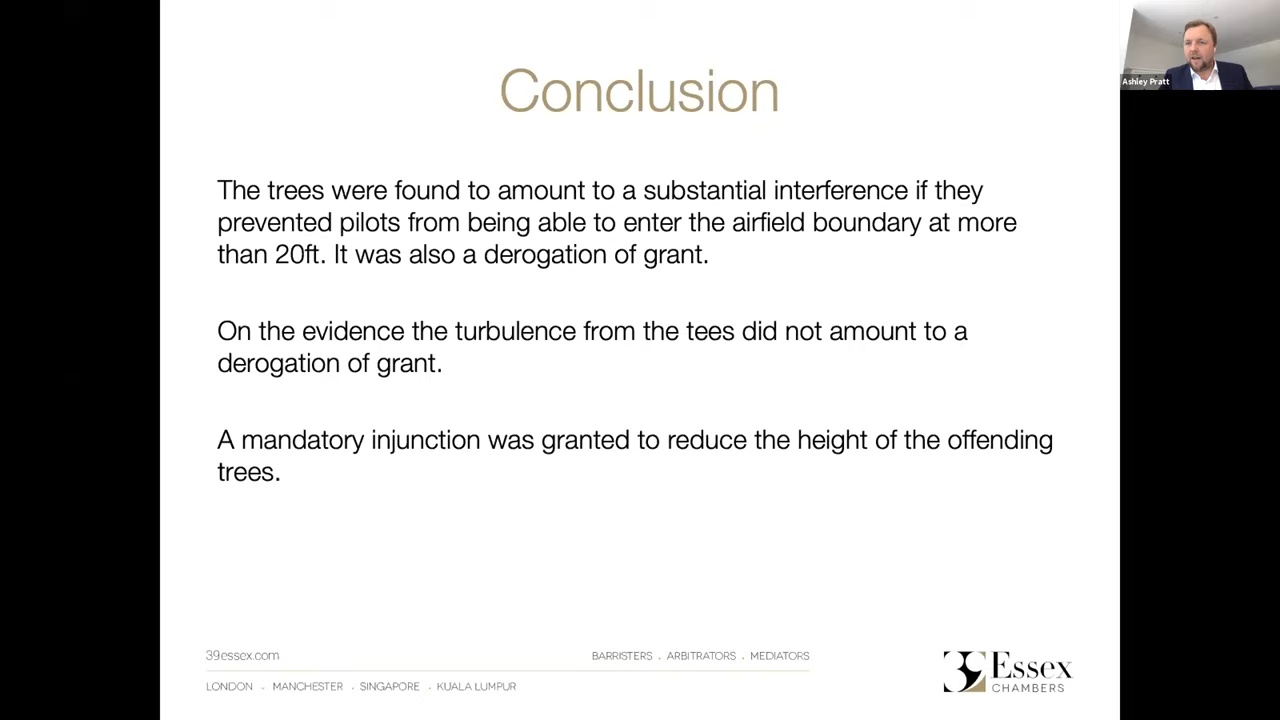 Conclusion
Ashley Pratt
The trees were found to amount to a substantial interference if they
prevented pilots from being able to enter the airfield boundary at more
than 20ft. It was also a derogation of grant.
On the evidence the turbulence from the tees did not amount to a
derogation of grant.
A mandatory injunction was granted to reduce the height of the offending
trees.
39essex.com
BARRISTERS . ARBITRATORS . MEDIATORS
LONDON . MANCHESTER . SINGAPORE . KUALA LUMPUR
39 Essex
CHAMBERS